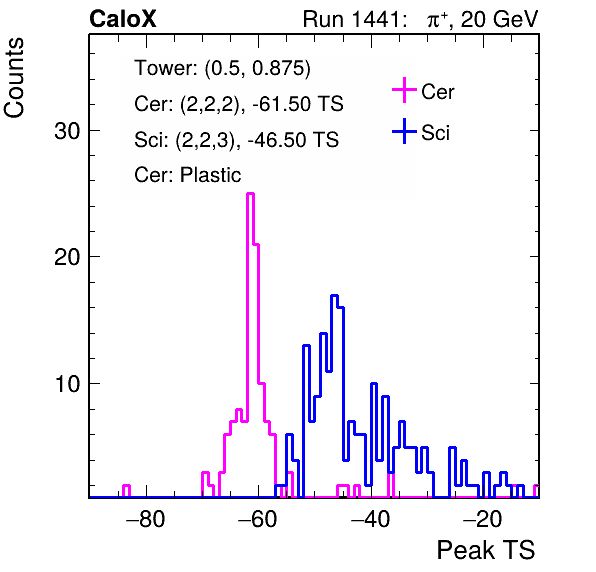 CaloX Run 1441: π+, 20 GeV
Counts
Tower: (0.5, 0.875)
Cer: (2,2,2), -61.50 TS
Sci: (2,2,3), -46.50 TS
Cer: Plastic
Cer
Sci
30
20
10
−80 −60 −40 −20
Peak TS